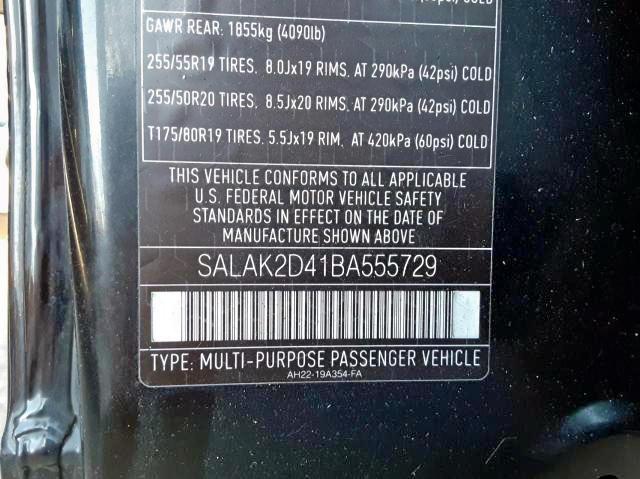 COLD
GAWR REAR: 1855kg (4090lb)
255/55R19 TIRES. 8.0Jx19 RIMS. AT 290kPa (42psi) COLD
255/50R20 TIRES. 8.5Jx20 RIMS. AT 290kPa (42psi) COLD
T175/80R19 TIRES. 5.5Jx19 RIM, AT 420kPa (60psi) COLD
THIS VEHICLE CONFORMS TO ALL APPLICABLE
U.S. FEDERAL MOTOR VEHICLE SAFETY
STANDARDS IN EFFECT ON THE DATE OF
MANUFACTURE SHOWN ABOVE
SALAK2D41BA555729
TYPE: MULTI-PURPOSE PASSENGER VEHICLE
AH22-19A354-FA